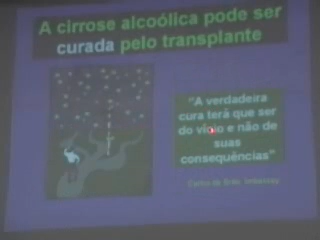 A cirrose alcoólica pode ser
curada pelo transplante
"A verdadeira
cura terá que ser
do vício e não de
suas
consequências"